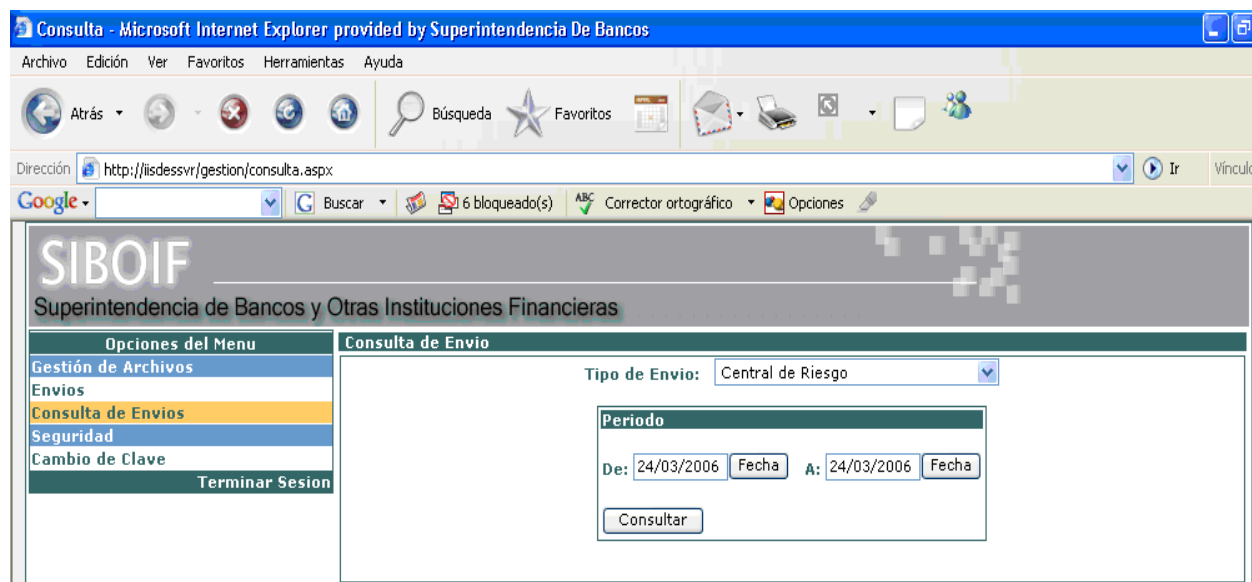 Consulta - Microsoft Internet Explorer provided by Superintendencia De Bancos
Archivo Edición Ver Favoritos Herramientas Ayuda
Atrás Búsqueda Favoritos
Dirección http://iisdessvr/gestion/consulta.aspx Ir Víncul
Google Buscar 6 bloqueado(s) ABC Corrector ortográfico Opciones
SIBOIF
Superintendencia de Bancos y Otras Instituciones Financieras
Opciones del Menu
Gestión de Archivos
Envios
Consulta de Envios
Seguridad
Cambio de Clave
Terminar Sesion
Consulta de Envio
Tipo de Envio: Central de Riesgo
Periodo
De: 24/03/2006 Fecha A: 24/03/2006 Fecha
Consultar